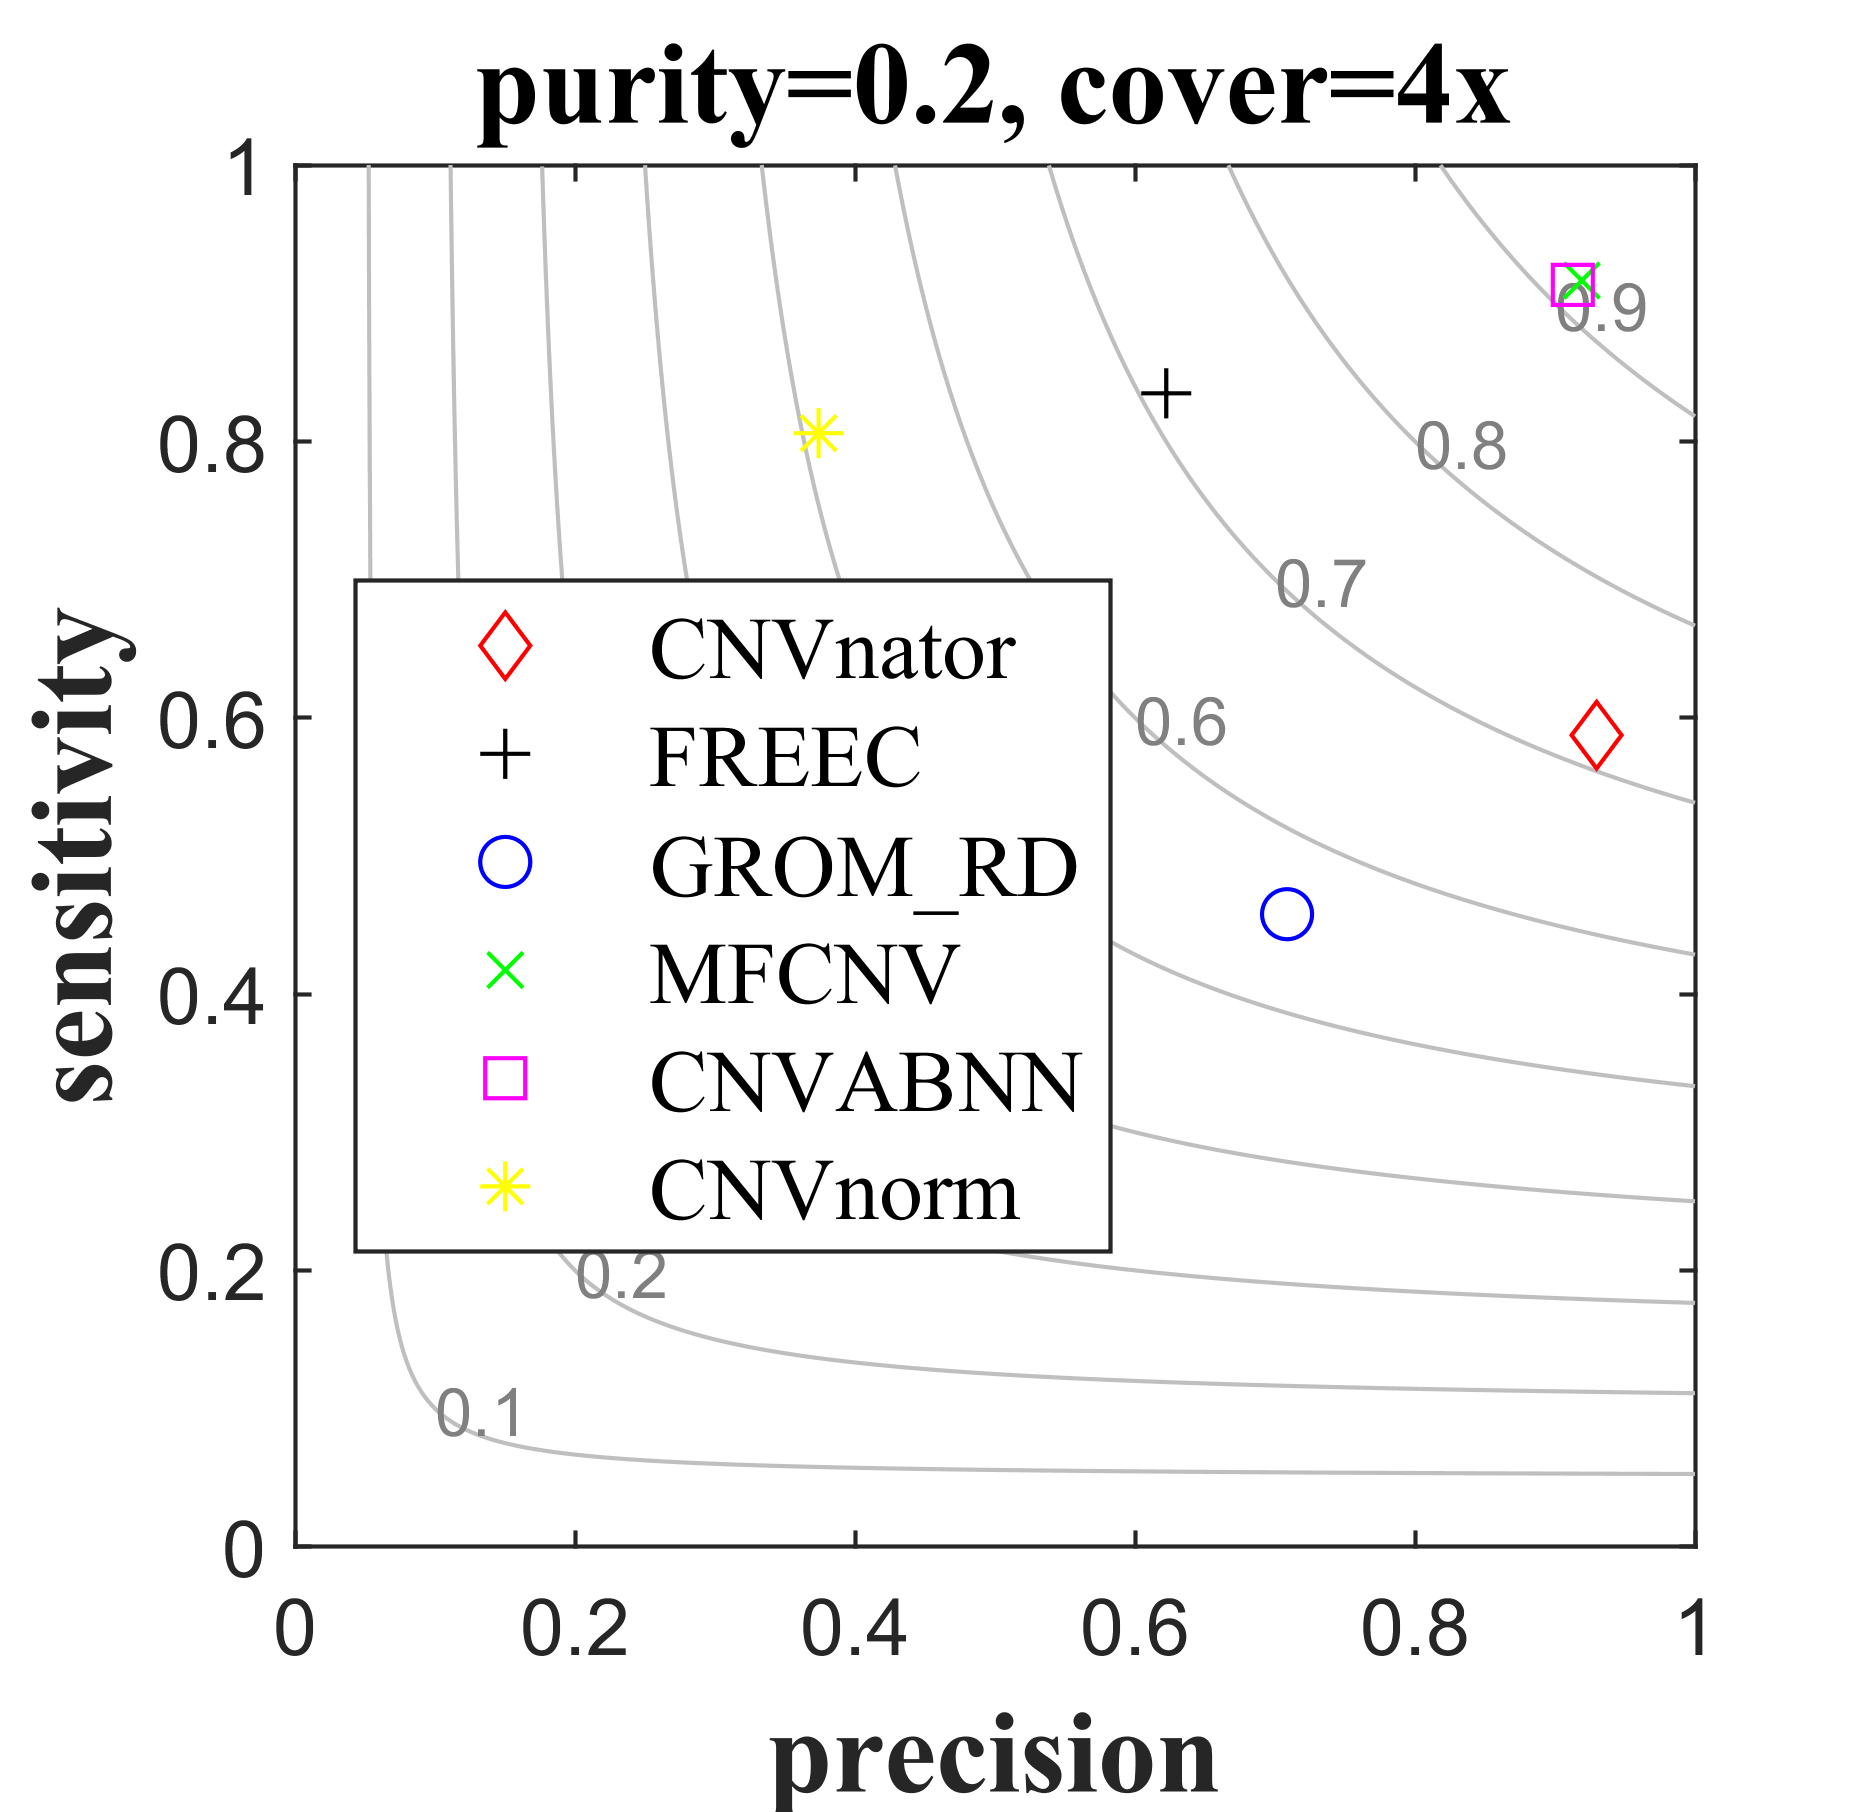 purity=0.2, cover=4x
1
0.8
0.6
0.4
0.2
0
sensitivity
0.9
0.8
0.7
0.6
0.2
0.1
CNVnator
FREEC
GROM_RD
MFCNV
CNVABNN
CNVnorm
0 0.2 0.4 0.6 0.8 1
precision